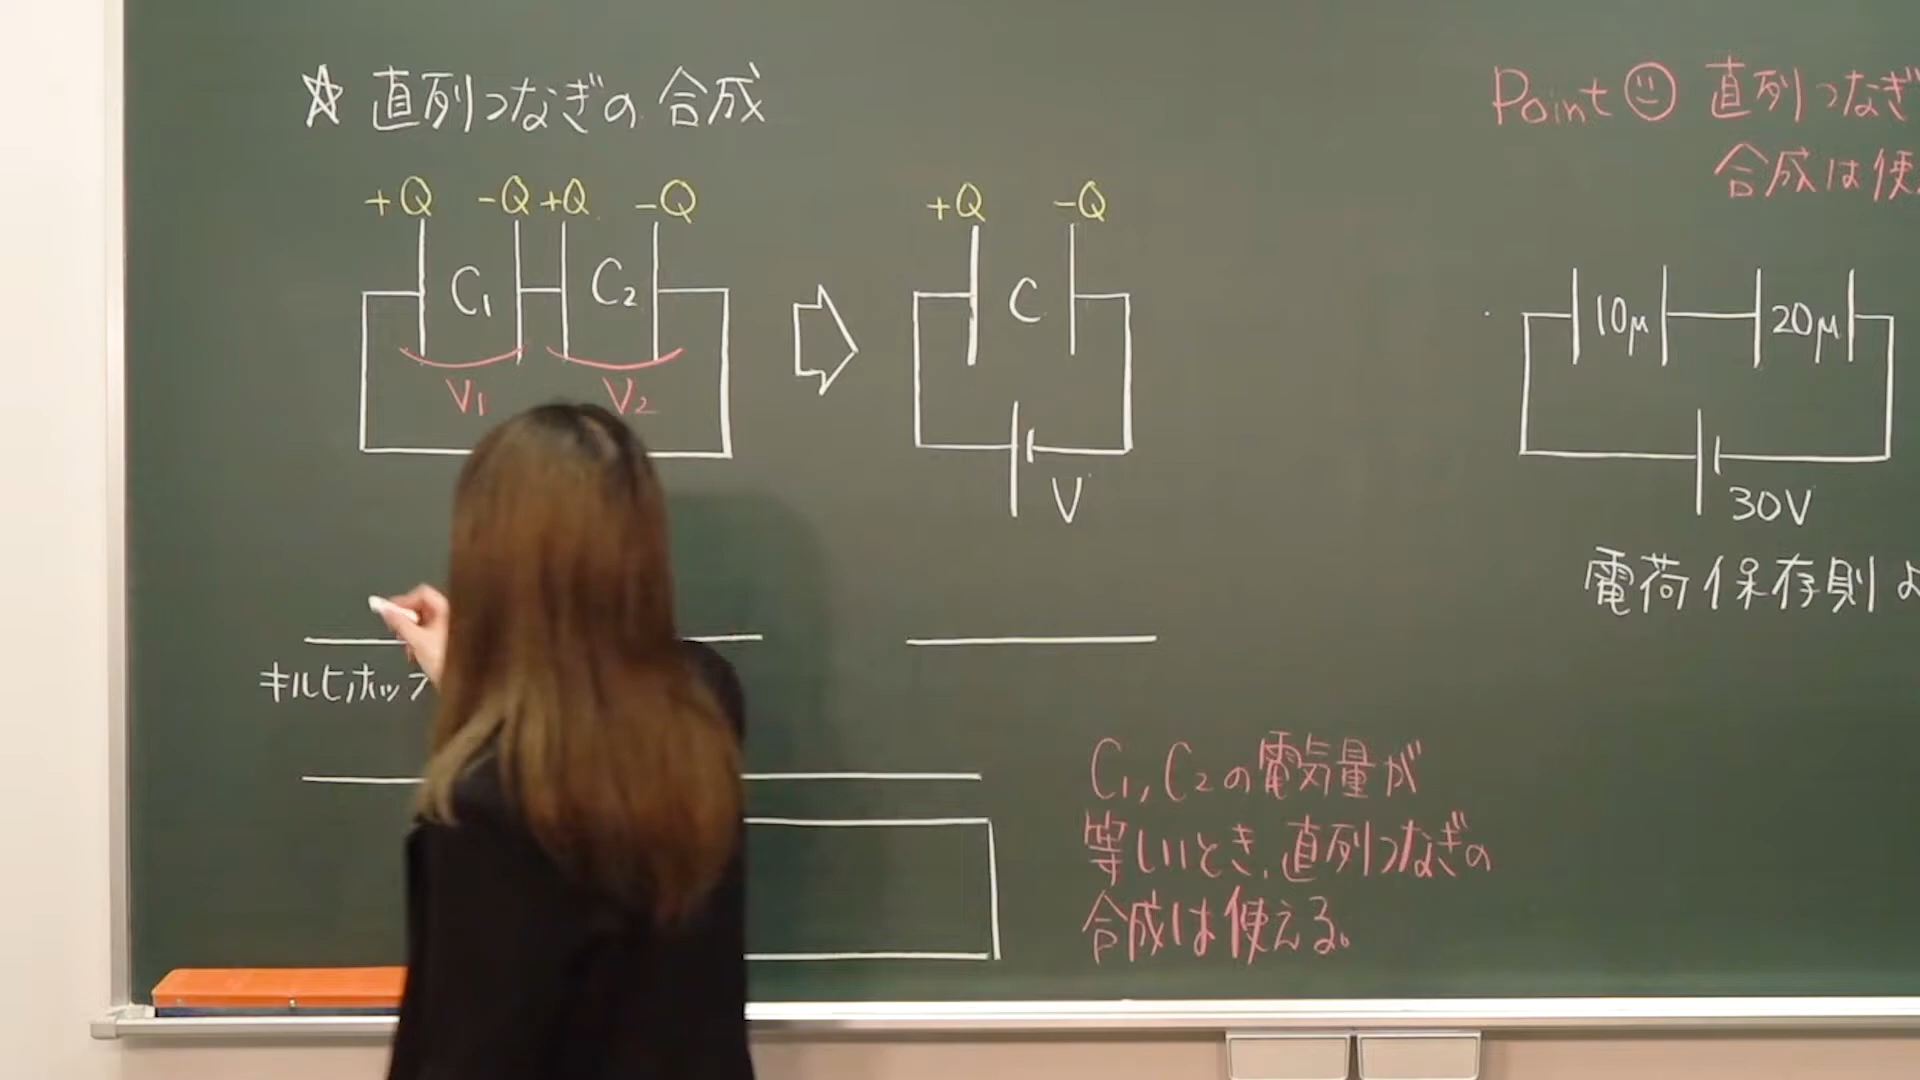 ☆ 直列つなぎの合成
+Q -Q +Q -Q
C₁ C₂
V₁ V₂
+Q -Q
C
V
キルヒホッフ
C₁, C₂の電気量が
等しいとき、直列つなぎの
合成は使える。
Point☺ 直列つなぎ
合成は使
10μ 20μ
30V
電荷保存則よ